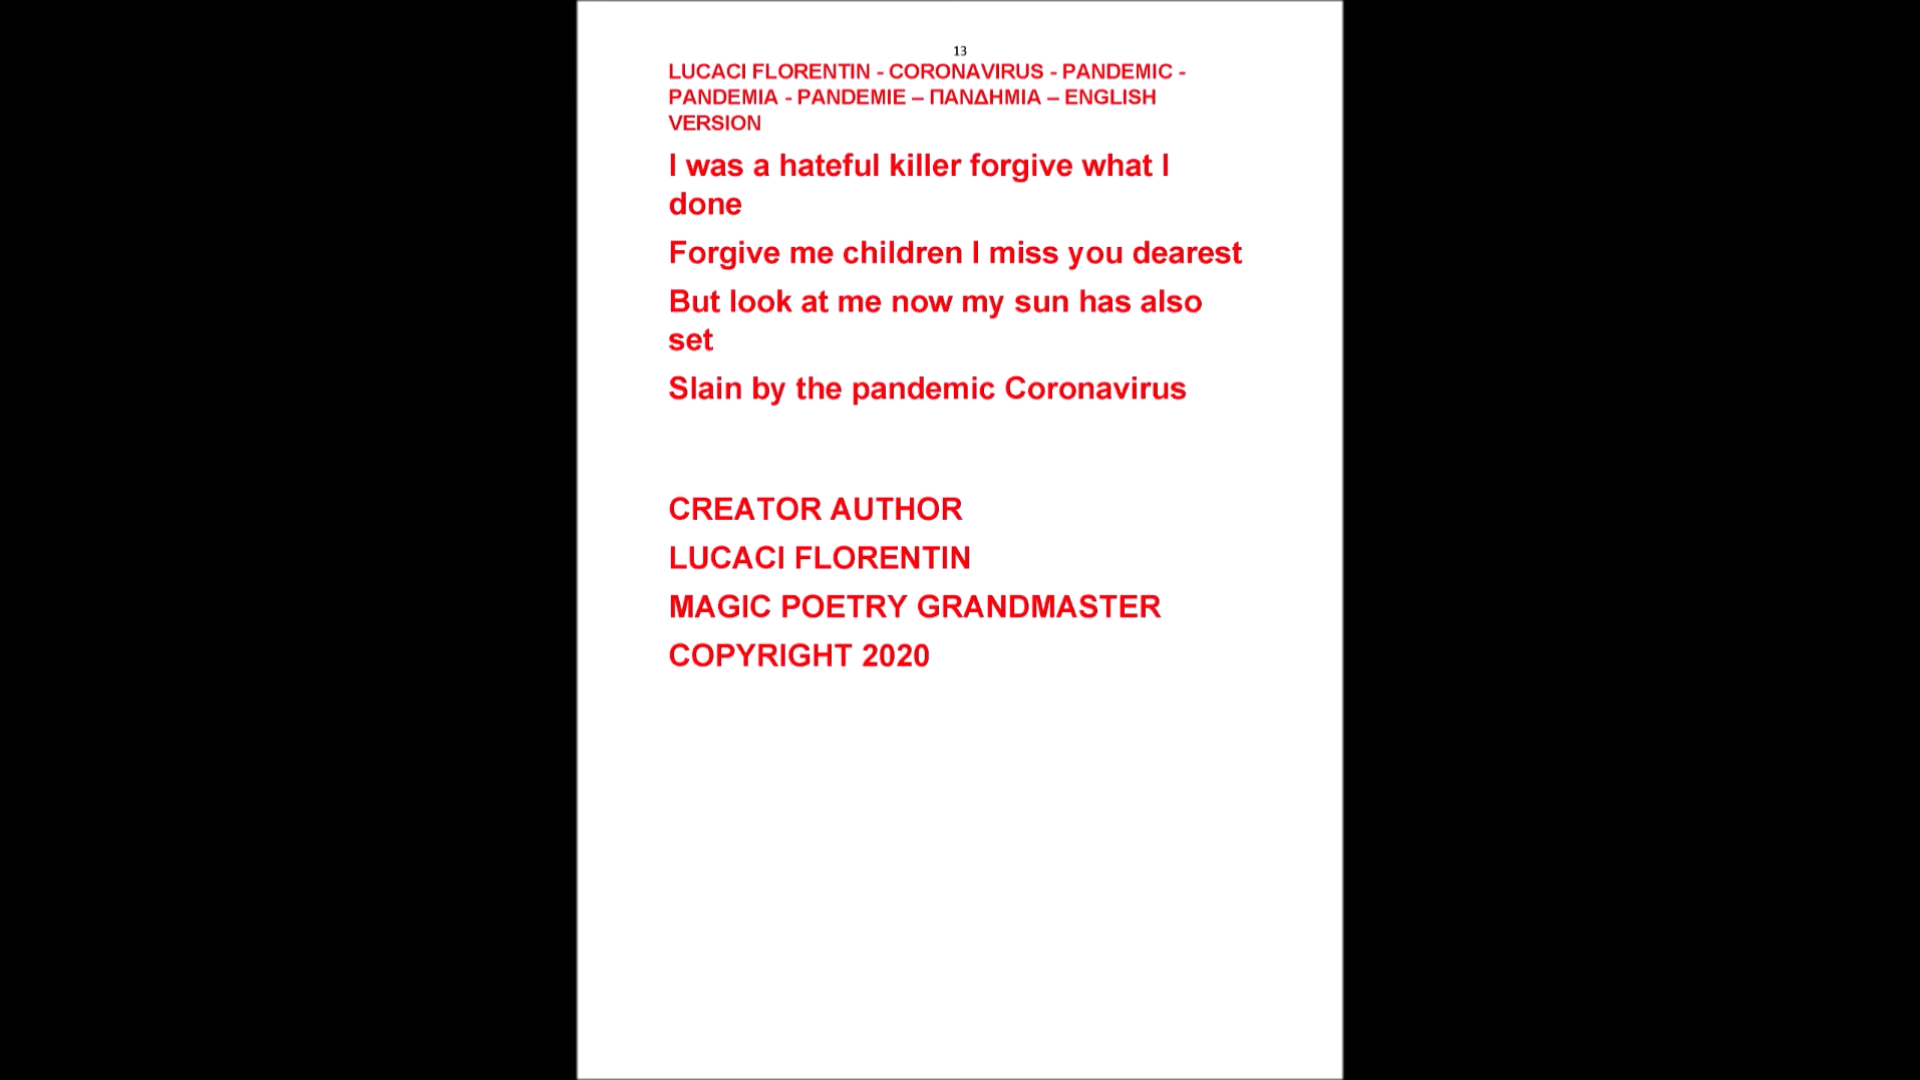 13
LUCACI FLORENTIN - CORONAVIRUS - PANDEMIC -
PANDEMIA - PANDEMIE – ΠΑΝΔΗΜΙΑ – ENGLISH
VERSION
I was a hateful killer forgive what I
done
Forgive me children I miss you dearest
But look at me now my sun has also
set
Slain by the pandemic Coronavirus
CREATOR AUTHOR
LUCACI FLORENTIN
MAGIC POETRY GRANDMASTER
COPYRIGHT 2020